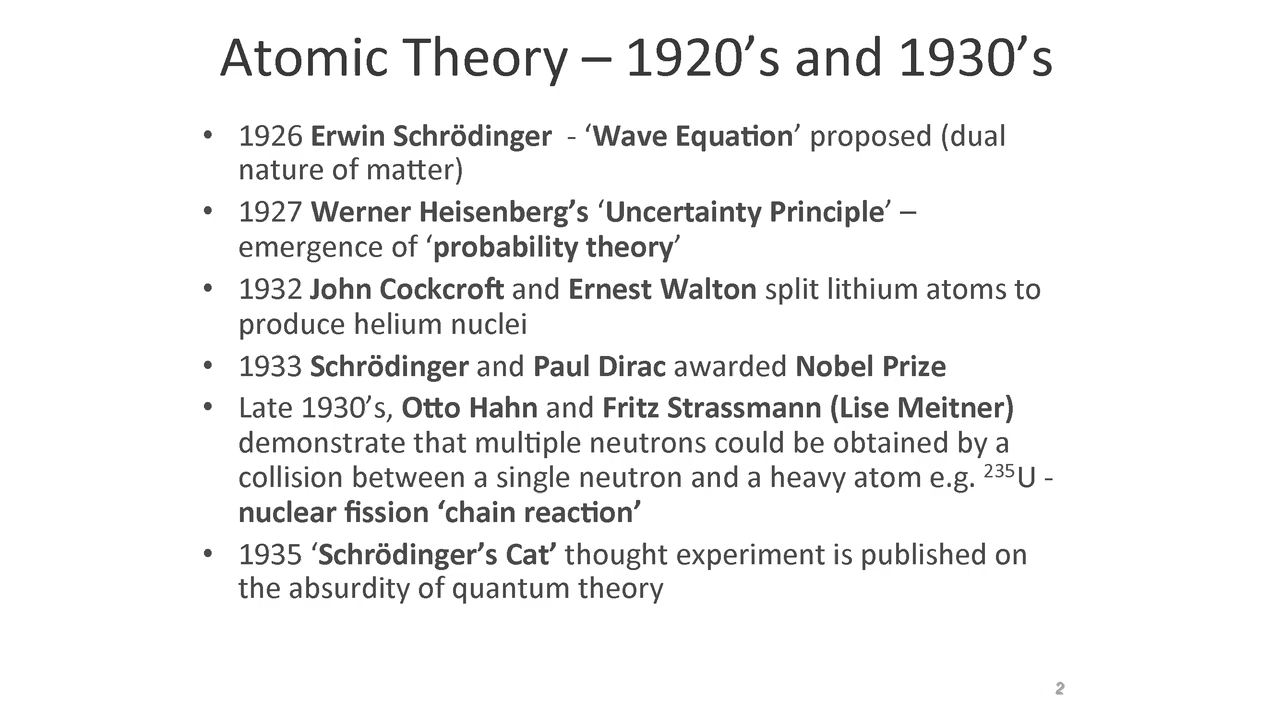 Atomic Theory – 1920’s and 1930’s
• 1926 Erwin Schrödinger  - ‘Wave Equation’ proposed (dual
nature of matter)
• 1927 Werner Heisenberg’s ‘Uncertainty Principle’ –
emergence of ‘probability theory’
• 1932 John Cockcroft and Ernest Walton split lithium atoms to
produce helium nuclei
• 1933 Schrödinger and Paul Dirac awarded Nobel Prize
• Late 1930’s, Otto Hahn and Fritz Strassmann (Lise Meitner)
demonstrate that multiple neutrons could be obtained by a
collision between a single neutron and a heavy atom e.g. ²³⁵U -
nuclear fission ‘chain reaction’
• 1935 ‘Schrödinger’s Cat’ thought experiment is published on
the absurdity of quantum theory
2